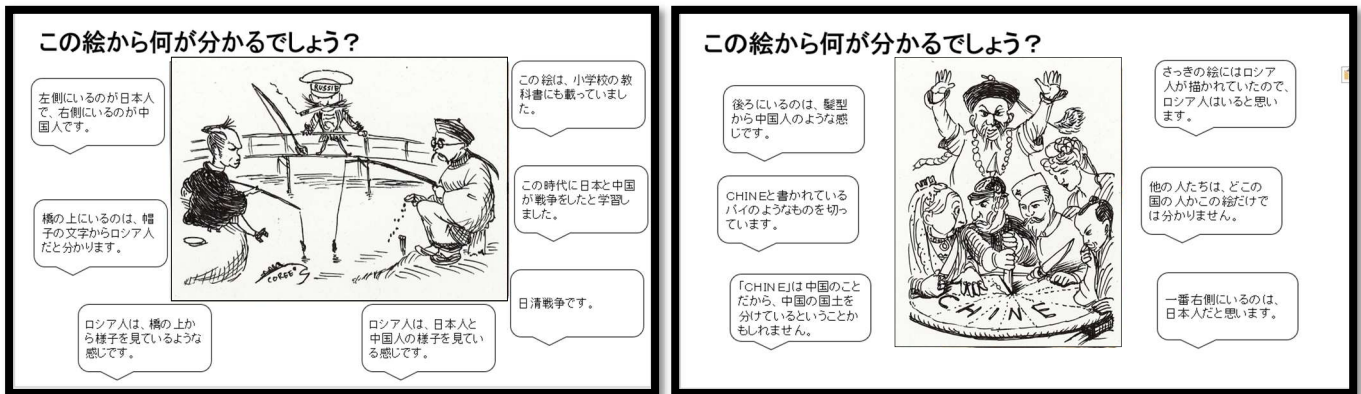 この絵から何が分かるでしょう？
左側にいるのが日本人
で、右側にいるのが中
国人です。
橋の上にいるのは、帽
子の文字からロシア人
だと分かります。
ロシア人は、橋の上か
ら様子を見ているような
感じです。
RUSSIE
COREE
ロシア人は、日本人と
中国人の様子を見てい
る感じです。
この絵は、小学校の教
科書にも載っていまし
た。
この時代に日本と中国
が戦争をしたと学習し
ました。
日清戦争です。
この絵から何が分かるでしょう？
後ろにいるのは、髪型
から中国人のような感
じです。
CHINEと書かれている
パイのようなものを切っ
ています。
「CHINE」は中国のこと
だから、中国の国土を
分けているということか
もしれません。
CHINE
さっきの絵にはロシア
人が描かれていたので、
ロシア人はいると思い
ます。
他の人たちは、どこの
国の人かこの絵だけで
は分かりません。
一番右側にいるのは、
日本人だと思います。